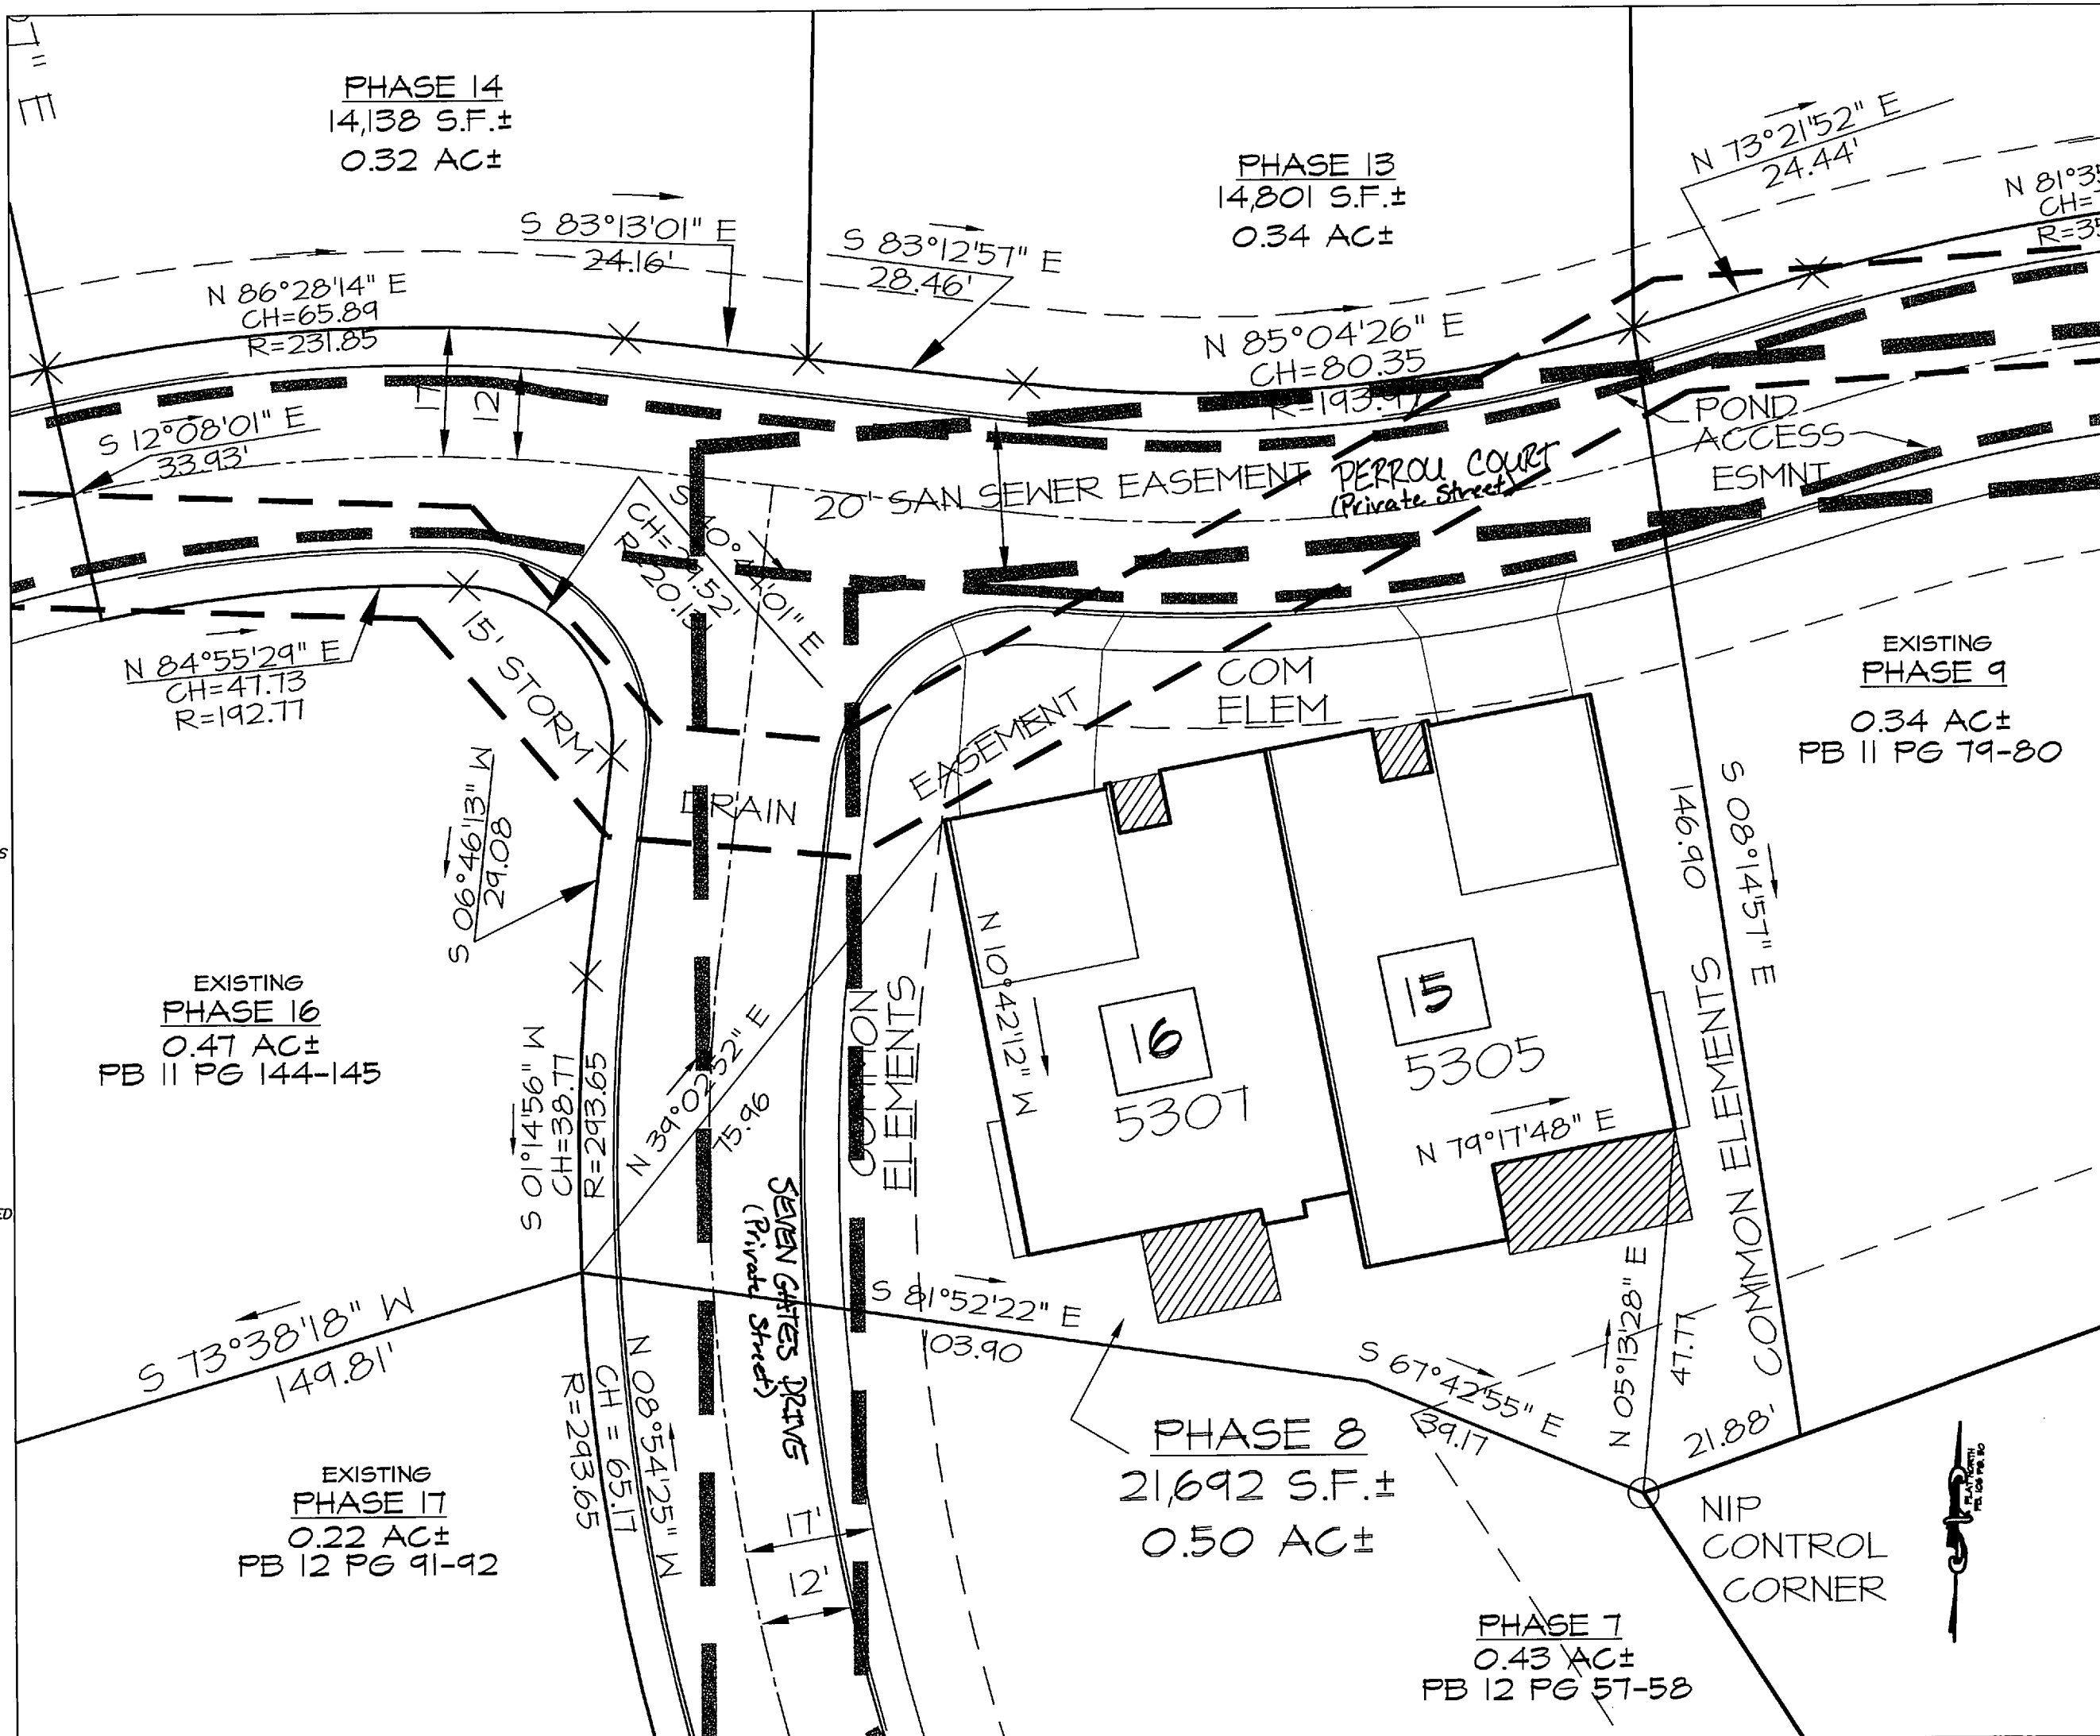 PHASE 14
14,138 S.F.±
0.32 AC±
PHASE 13
14,801 S.F.±
0.34 AC±
N 73°21'52" E
24.44'
N 81°35
CH=
R=35
S 83°13'01" E
24.16'
S 83°12'57" E
28.46'
N 86°28'14" E
CH=65.89
R=231.85
N 85°04'26" E
CH=80.35
R=193.97
17'
12'
S 12°08'01" E
33.93'
POND
ACCESS
ESMNT
20' SAN SEWER EASEMENT
PERROU COURT
(Private Street)
15' STORM
DRAIN
EASEMENT
N 84°55'29" E
CH=47.73
R=192.77
COM
ELEM
EXISTING
PHASE 9
0.34 AC±
PB 11 PG 79-80
S 06°46'13" W
29.08
S 08°14'57" E
146.90
EXISTING
PHASE 16
0.47 AC±
PB 11 PG 144-145
N 10°42'12" W
16
5307
15
5305
N 79°17'48" E
COMMON
ELEMENTS
COMMON ELEMENTS
S 01°14'56" W
CH=38.77
R=293.65
N 39°02'52" E
75.96
SEVEN GATES DRIVE
(Private Street)
S 73°38'18" W
149.81'
S 81°52'22" E
103.90
S 67°42'55" E
39.17
N 05°13'28" E
47.77
21.88'
N 08°54'25" W
CH = 65.17
R=293.65
PHASE 8
21,692 S.F.±
0.50 AC±
EXISTING
PHASE 17
0.22 AC±
PB 12 PG 91-92
17'
12'
NIP
CONTROL
CORNER
PHASE 7
0.43 AC±
PB 12 PG 57-58